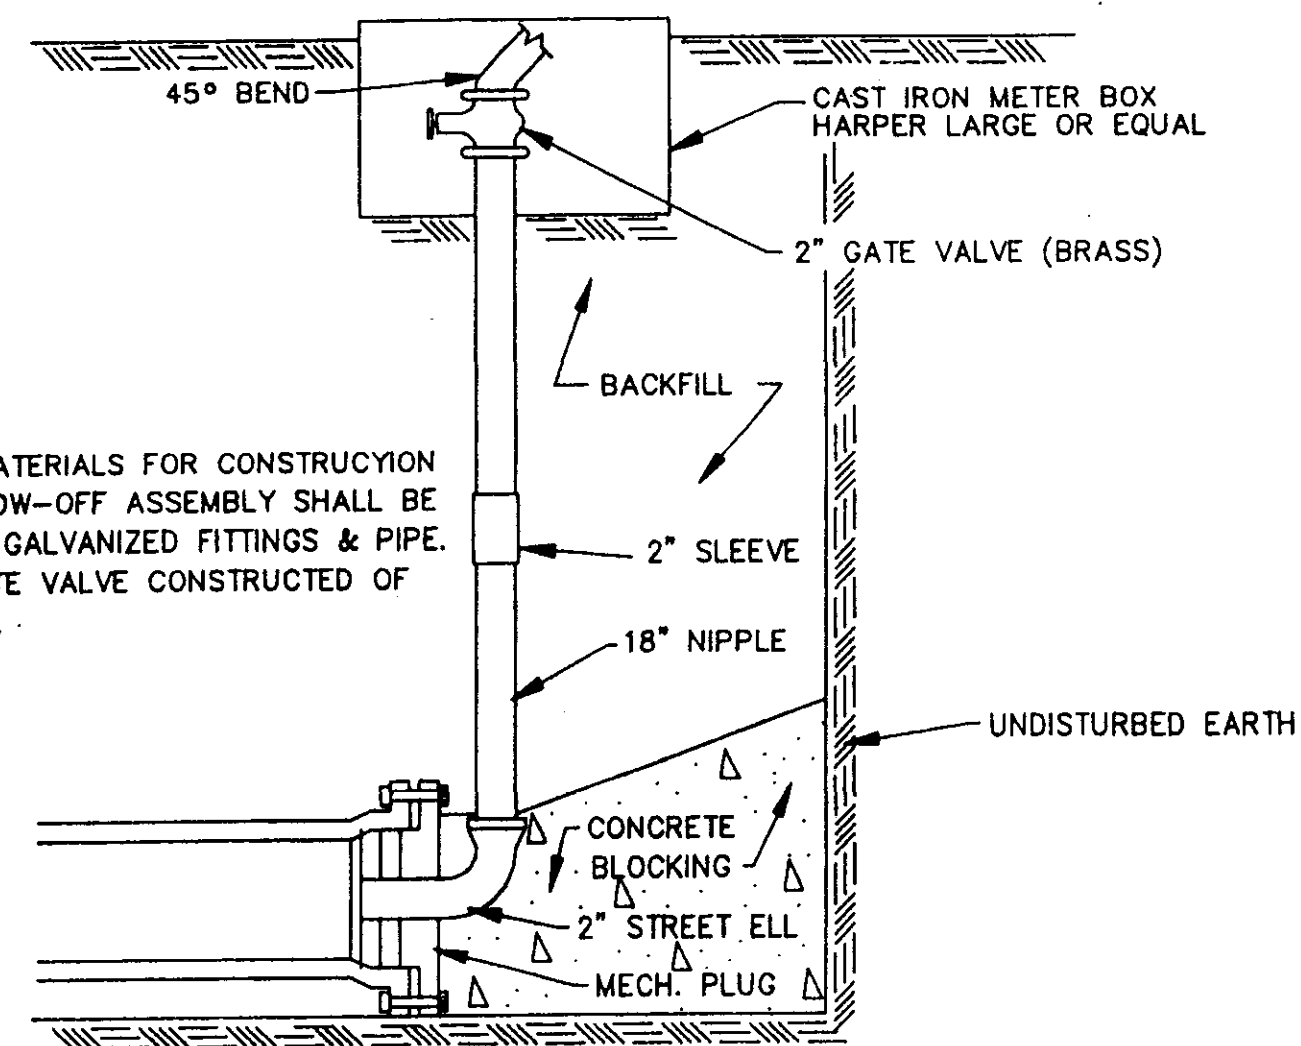 45° BEND
CAST IRON METER BOX
HARPER LARGE OR EQUAL
2" GATE VALVE (BRASS)
BACKFILL
ATERIALS FOR CONSTRUCYION
OW-OFF ASSEMBLY SHALL BE
GALVANIZED FITTINGS & PIPE.
TE VALVE CONSTRUCTED OF
2" SLEEVE
18" NIPPLE
UNDISTURBED EARTH
CONCRETE
BLOCKING
2" STREET ELL
MECH. PLUG